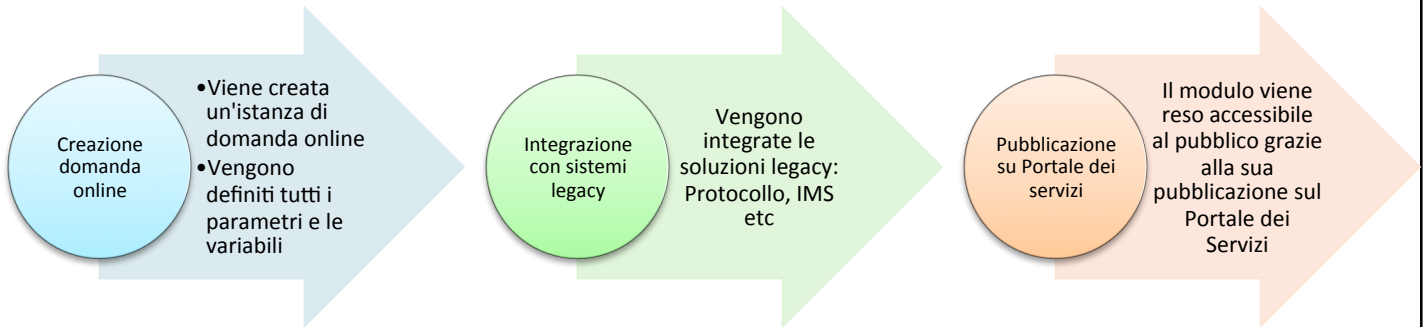 Creazione
domanda
online
•Viene creata
un'istanza di
domanda online
•Vengono
definiti tutti i
parametri e le
variabili
Integrazione
con sistemi
legacy
Vengono
integrate le
soluzioni legacy:
Protocollo, IMS
etc
Pubblicazione
su Portale dei
servizi
Il modulo viene
reso accessibile
al pubblico grazie
alla sua
pubblicazione sul
Portale dei
Servizi